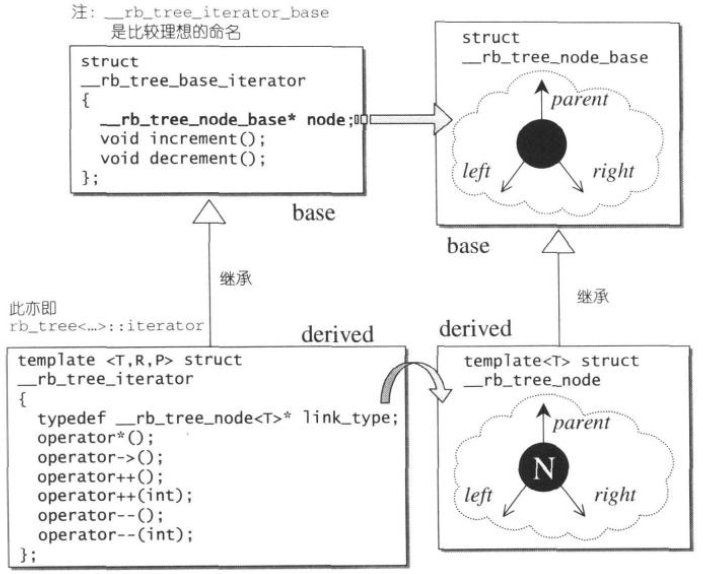 注: __rb_tree_iterator_base
是比较理想的命名
struct
__rb_tree_base_iterator
{
__rb_tree_node_base* node;
void increment();
void decrement();
};
base
struct
__rb_tree_node_base
parent
left
right
base
继承
继承
此亦即
rb_tree<…>::iterator
derived
derived
template <T,R,P> struct
__rb_tree_iterator
{
typedef __rb_tree_node<T>* link_type;
operator*();
operator->();
operator++();
operator++(int);
operator--();
operator--(int);
};
template<T> struct
__rb_tree_node
parent
N
left
right